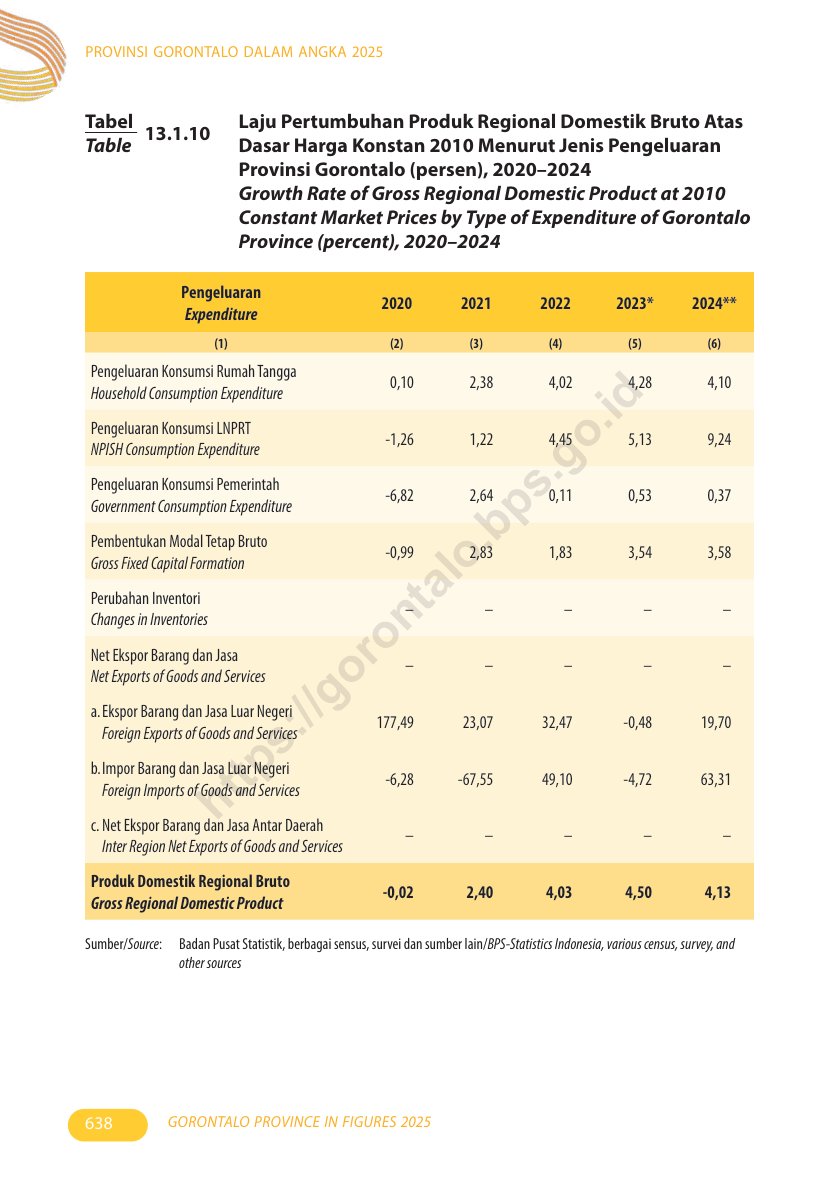 PROVINSI GORONTALO DALAM ANGKA 2025
Tabel
Table
13.1.10
Laju Pertumbuhan Produk Regional Domestik Bruto Atas
Dasar Harga Konstan 2010 Menurut Jenis Pengeluaran
Provinsi Gorontalo (persen), 2020–2024
Growth Rate of Gross Regional Domestic Product at 2010
Constant Market Prices by Type of Expenditure of Gorontalo
Province (percent), 2020–2024
Pengeluaran
Expenditure
2020 2021 2022 2023* 2024**
(1) (2) (3) (4) (5) (6)
Pengeluaran Konsumsi Rumah Tangga
Household Consumption Expenditure
0,10 2,38 4,02 4,28 4,10
Pengeluaran Konsumsi LNPRT
NPISH Consumption Expenditure
-1,26 1,22 4,45 5,13 9,24
Pengeluaran Konsumsi Pemerintah
Government Consumption Expenditure
-6,82 2,64 0,11 0,53 0,37
Pembentukan Modal Tetap Bruto
Gross Fixed Capital Formation
-0,99 2,83 1,83 3,54 3,58
Perubahan Inventori
Changes in Inventories
– – – – –
Net Ekspor Barang dan Jasa
Net Exports of Goods and Services
– – – – –
a. Ekspor Barang dan Jasa Luar Negeri
Foreign Exports of Goods and Services
177,49 23,07 32,47 -0,48 19,70
b. Impor Barang dan Jasa Luar Negeri
Foreign Imports of Goods and Services
-6,28 -67,55 49,10 -4,72 63,31
c. Net Ekspor Barang dan Jasa Antar Daerah
Inter Region Net Exports of Goods and Services
– – – – –
Produk Domestik Regional Bruto
Gross Regional Domestic Product
-0,02 2,40 4,03 4,50 4,13
Sumber/Source: Badan Pusat Statistik, berbagai sensus, survei dan sumber lain/BPS-Statistics Indonesia, various census, survey, and
other sources
https://gorontalo.bps.go.id
638
GORONTALO PROVINCE IN FIGURES 2025